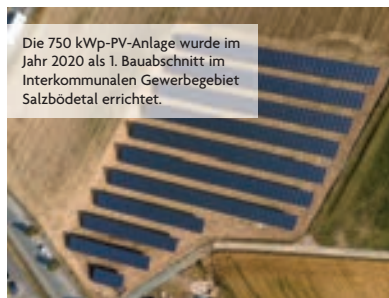 Die 750 kWp-PV-Anlage wurde im
Jahr 2020 als 1. Bauabschnitt im
Interkommunalen Gewerbegebiet
Salzbödetal errichtet.